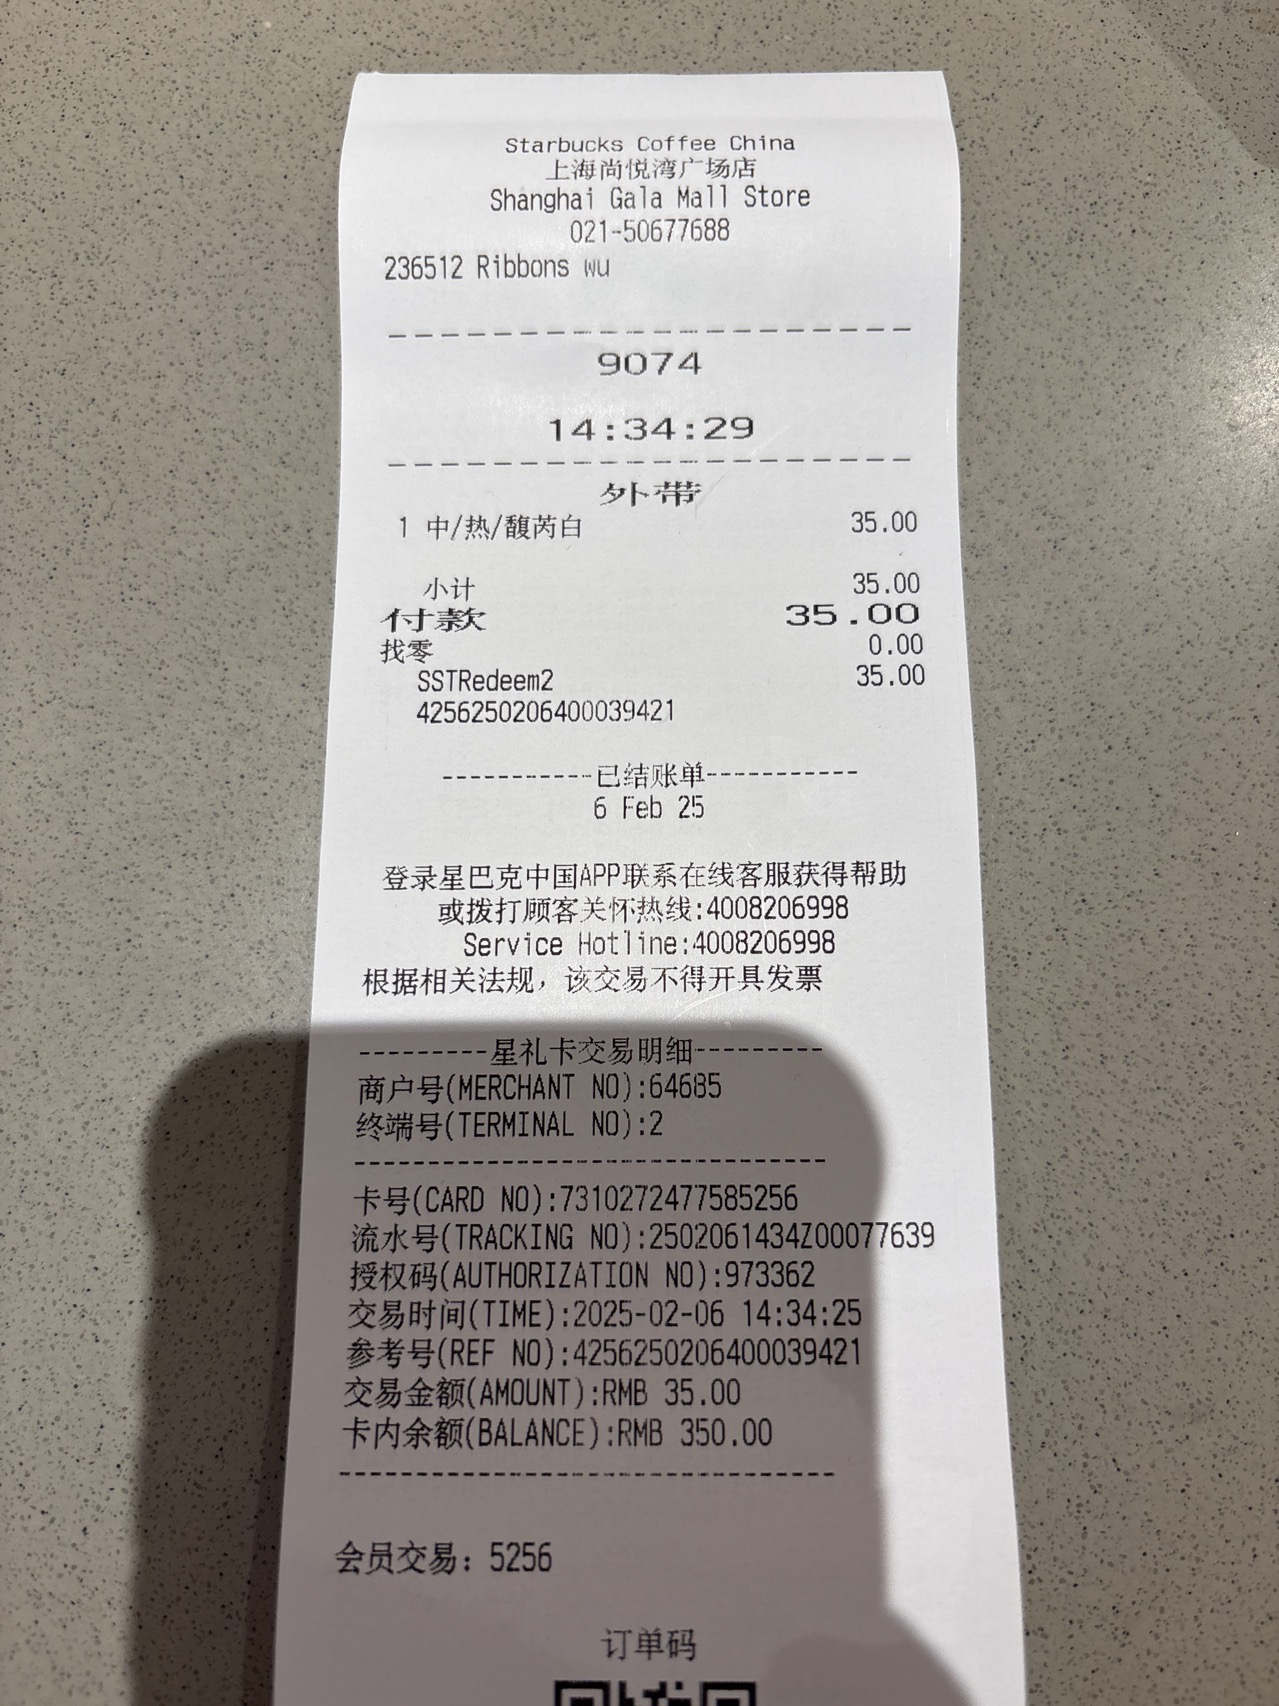 Starbucks Coffee China
上海尚悦湾广场店
Shanghai Gala Mall Store
021-50677688
236512 Ribbons wu
9074
14:34:29
外带
1 中/热/馥芮白 35.00
小计 35.00
付款 35.00
找零 0.00
SSTRedeem2 35.00
4256250206400039421
-----------已结账单-----------
6 Feb 25
登录星巴克中国APP联系在线客服获得帮助
或拨打顾客关怀热线:4008206998
Service Hotline:4008206998
根据相关法规，该交易不得开具发票
---------星礼卡交易明细---------
商户号(MERCHANT NO):64685
终端号(TERMINAL NO):2
卡号(CARD NO):7310272477585256
流水号(TRACKING NO):2502061434Z00077639
授权码(AUTHORIZATION NO):973362
交易时间(TIME):2025-02-06 14:34:25
参考号(REF NO):4256250206400039421
交易金额(AMOUNT):RMB 35.00
卡内余额(BALANCE):RMB 350.00
会员交易: 5256
订单码